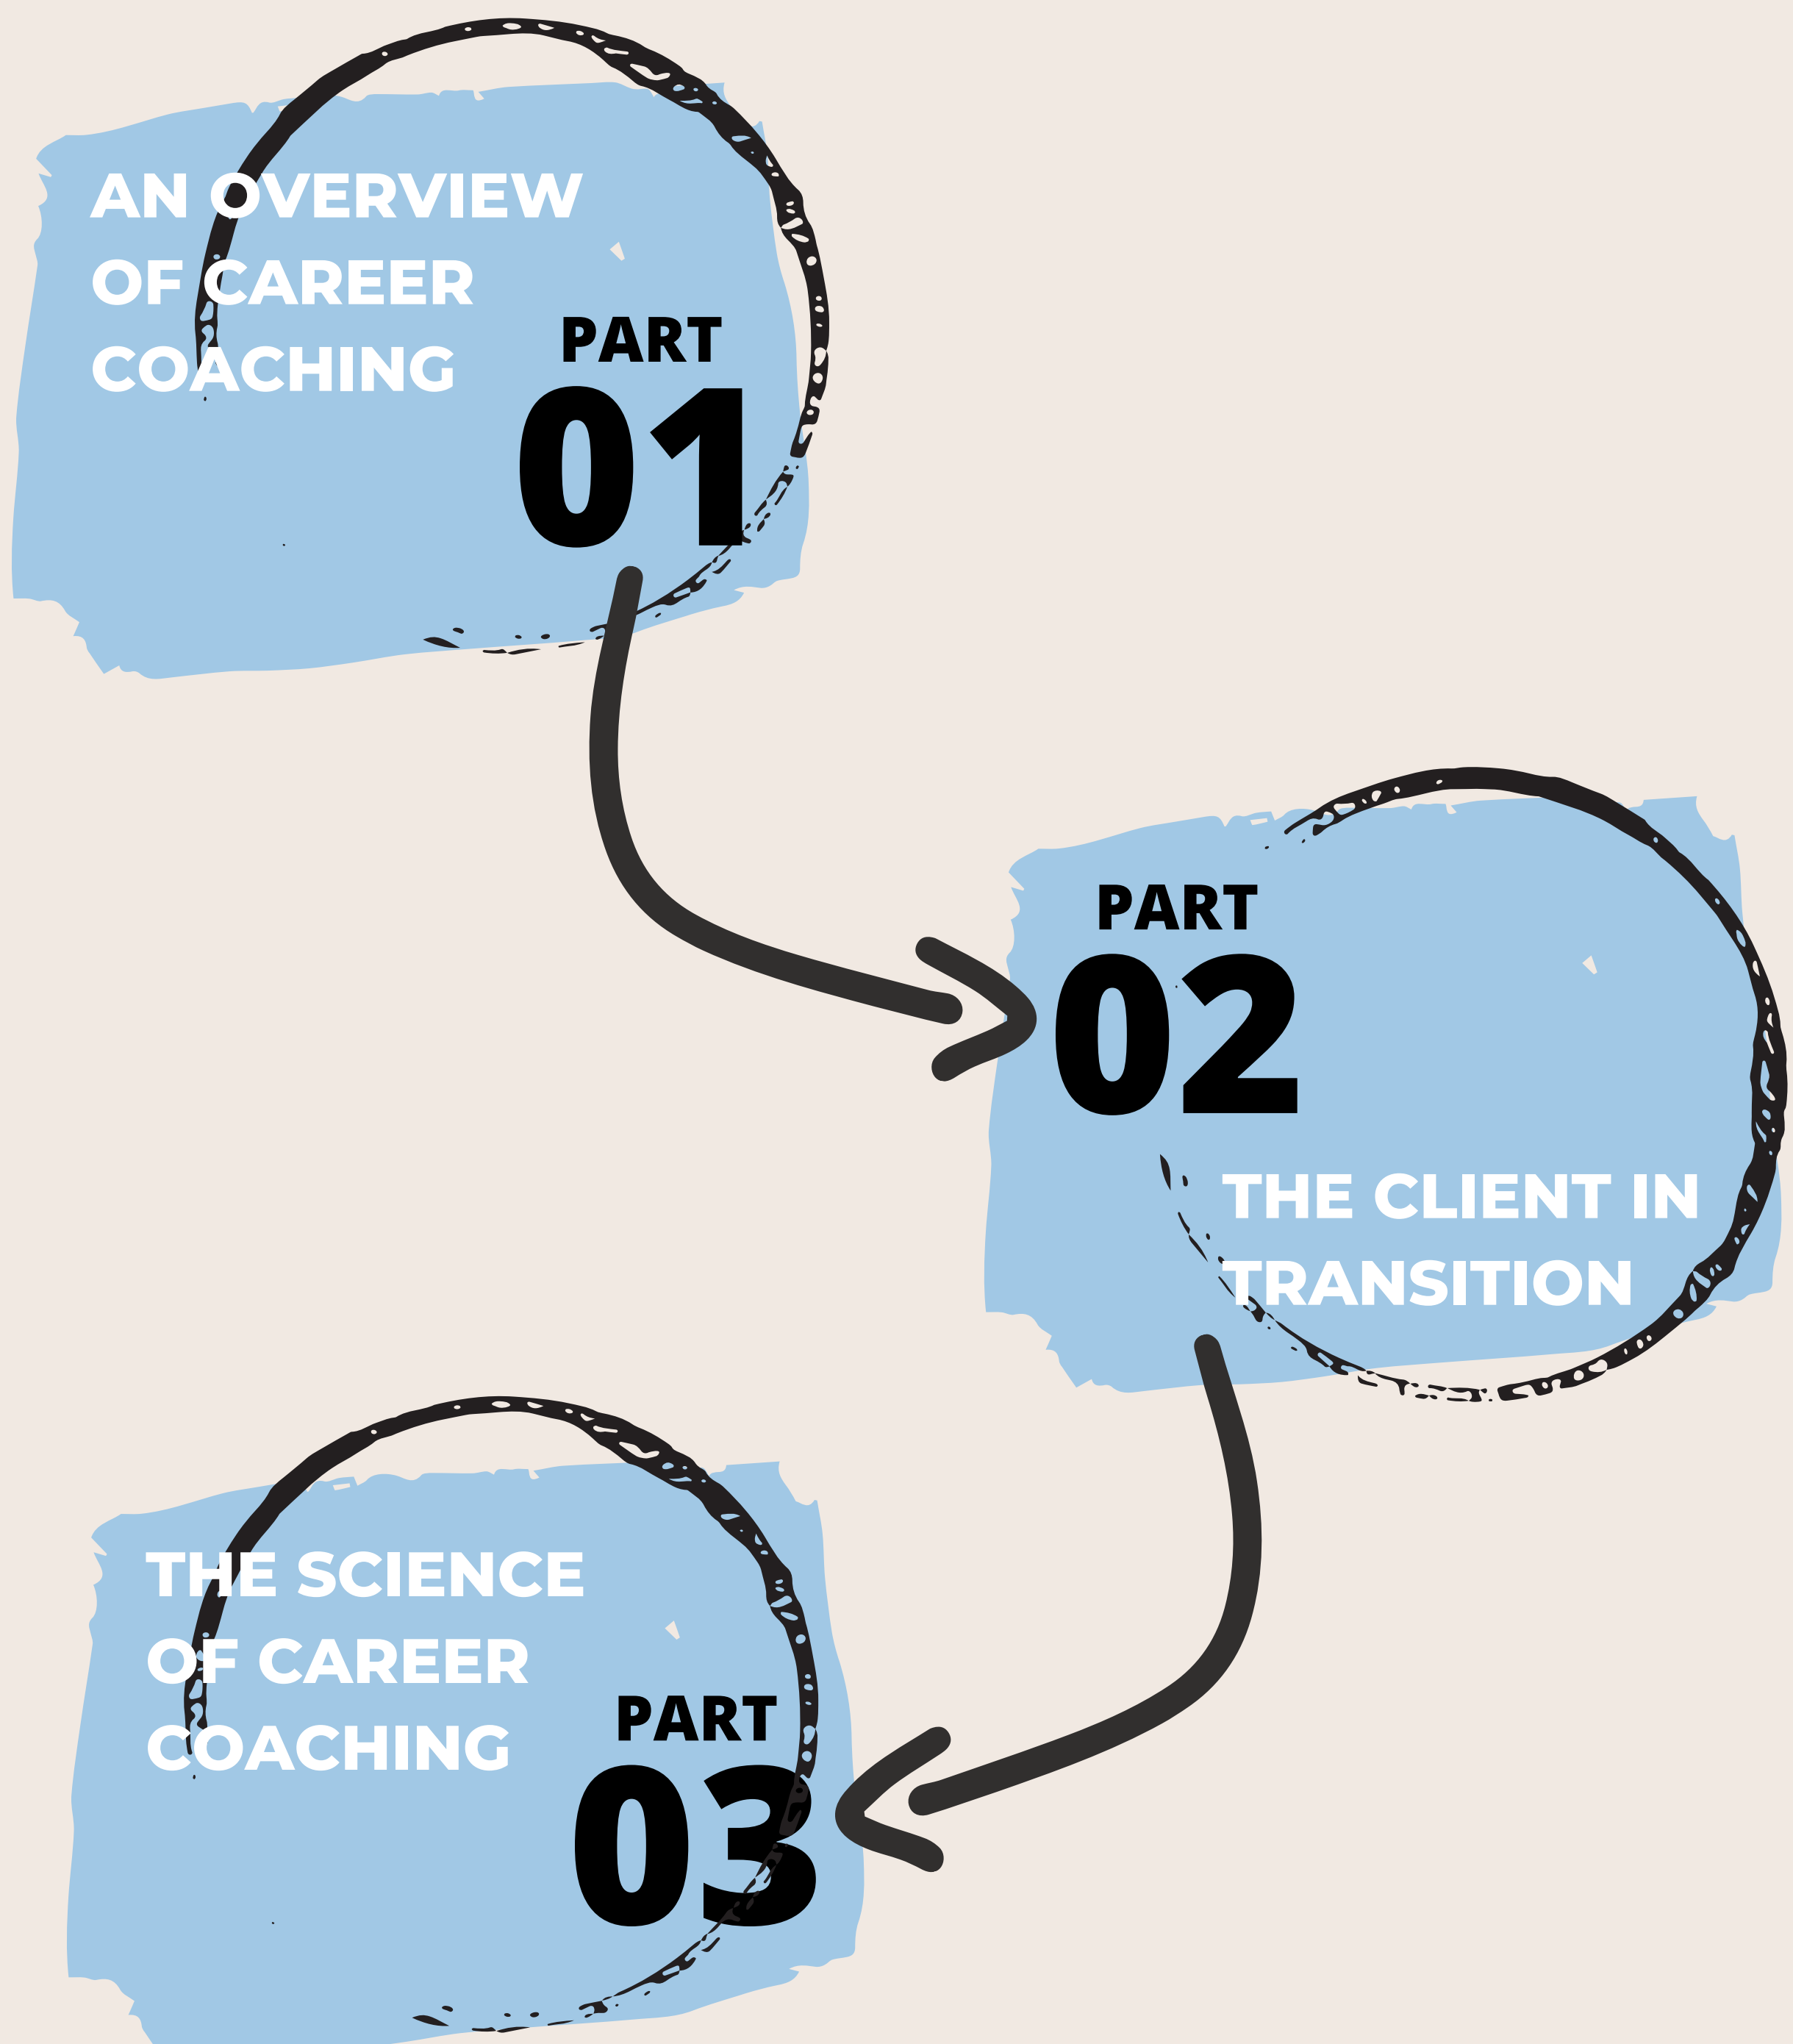 AN OVERVIEW
OF CAREER
COACHING
PART
01
PART
02
THE CLIENT IN
TRANSITION
THE SCIENCE
OF CAREER
COACHING
PART
03